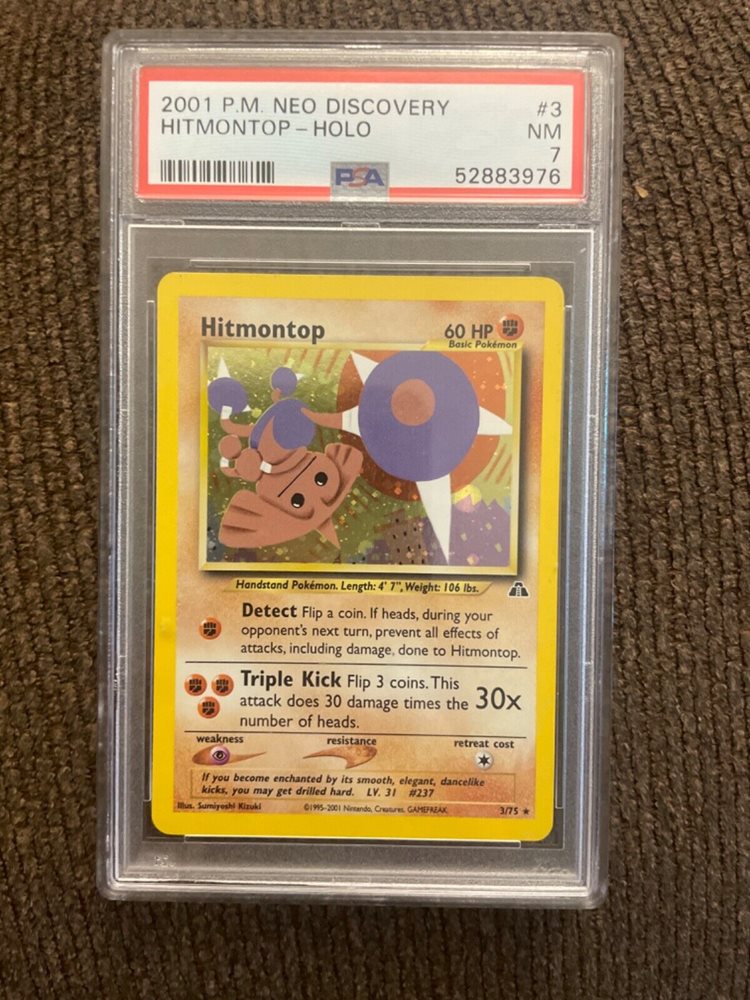 2001 P.M. NEO DISCOVERY #3
HITMONTOP - HOLO NM
7
PSA 52883976
Hitmontop 60 HP
Basic Pokémon
Handstand Pokémon. Length: 4' 7", Weight: 106 lbs.
Detect Flip a coin. If heads, during your
opponent's next turn, prevent all effects of
attacks, including damage, done to Hitmontop.
Triple Kick Flip 3 coins. This
attack does 30 damage times the 30x
number of heads.
weakness resistance retreat cost
If you become enchanted by its smooth, elegant, dancelike
kicks, you may get drilled hard. LV. 31 #237
Illus. Sumiyoshi Kizuki ©1995-2001 Nintendo, Creatures, GAMEFREAK. 3/75 ★